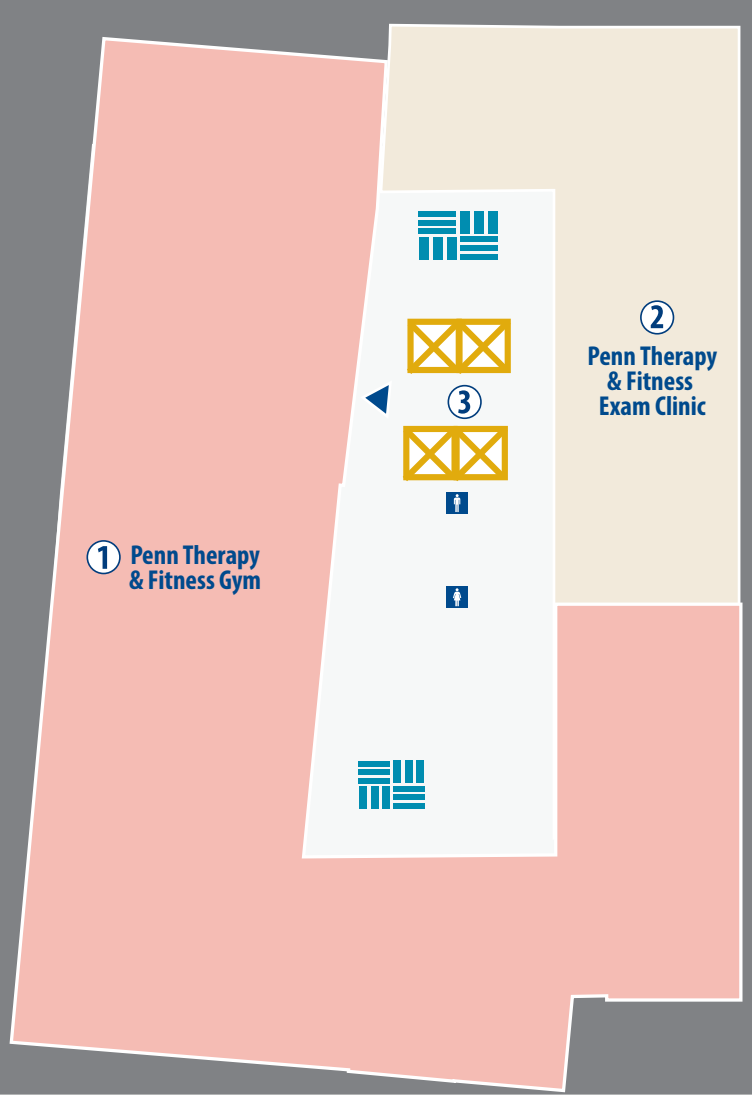 2
Penn Therapy
& Fitness
Exam Clinic
3
1 Penn Therapy
& Fitness Gym